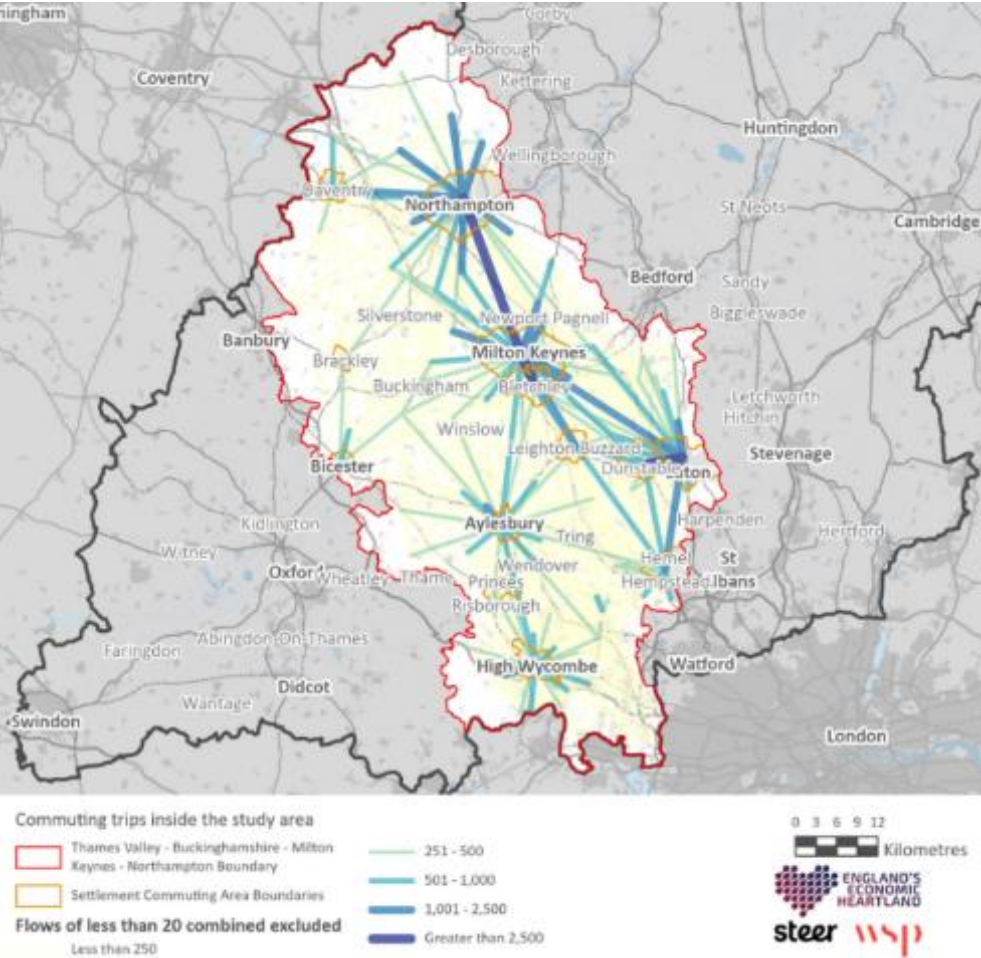 mingham
Corby
Desborough
Coventry
Kettering
Huntingdon
Wellingborough
Daventry
Northampton
St Neots
Cambridge
Bedford
Sandy
Silverstone
Newport Pagnell
Biggleswade
Banbury
Milton Keynes
Brackley
Buckingham
Bletchley
Letchworth
Hitchin
Winslow
Leighton Buzzard
Stevenage
Bicester
Dunstable
Luton
Kidlington
Aylesbury
Harpenden
Hertford
Tring
Witney
Wendover
Hemel
Hempstead
St
Albans
Oxford
Wheatley
Thame
Princes
Risborough
Abingdon-On-Thames
Faringdon
High Wycombe
Watford
Didcot
Wantage
Swindon
London
Commuting trips inside the study area
Thames Valley - Buckinghamshire - Milton
Keynes - Northampton Boundary
Settlement Commuting Area Boundaries
Flows of less than 20 combined excluded
Less than 250
251 - 500
501 - 1,000
1,001 - 2,500
Greater than 2,500
0 3 6 9 12
Kilometres
ENGLAND'S
ECONOMIC
HEARTLAND
steer wsp